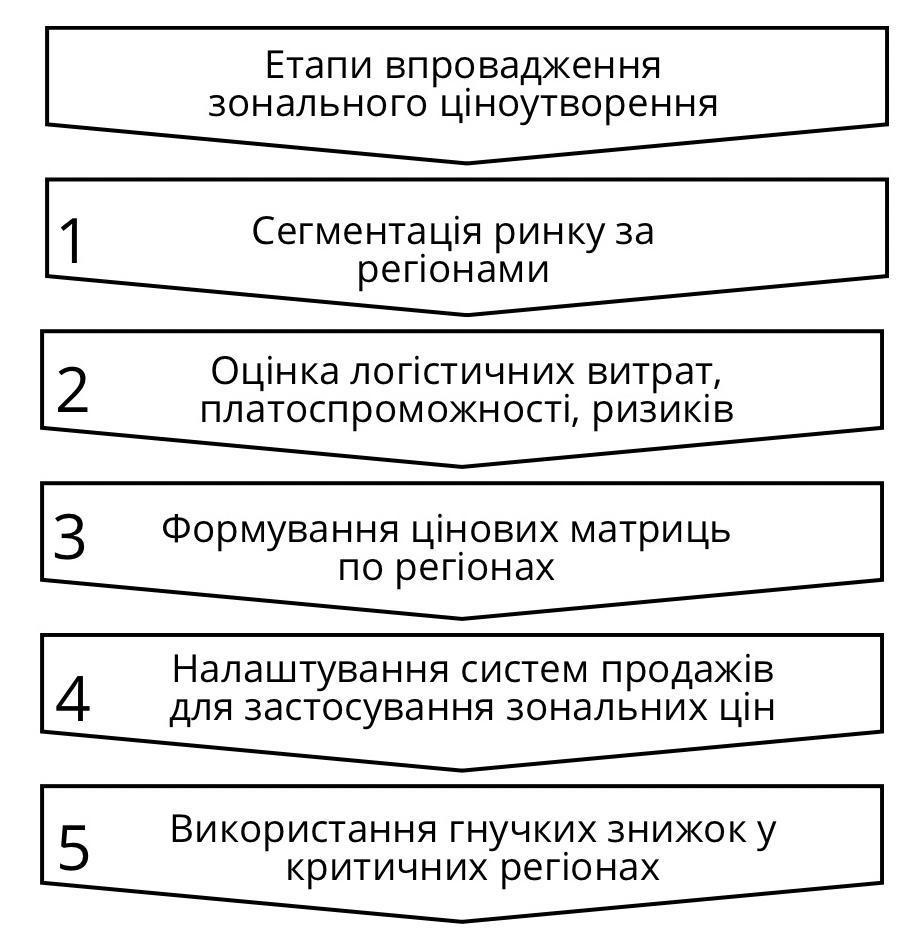 Етапи впровадження
зонального ціноутворення
1
Сегментація ринку за
регіонами
2
Оцінка логістичних витрат,
платоспроможності, ризиків
3
Формування цінових матриць
по регіонах
4
Налаштування систем продажів
для застосування зональних цін
5
Використання гнучких знижок у
критичних регіонах